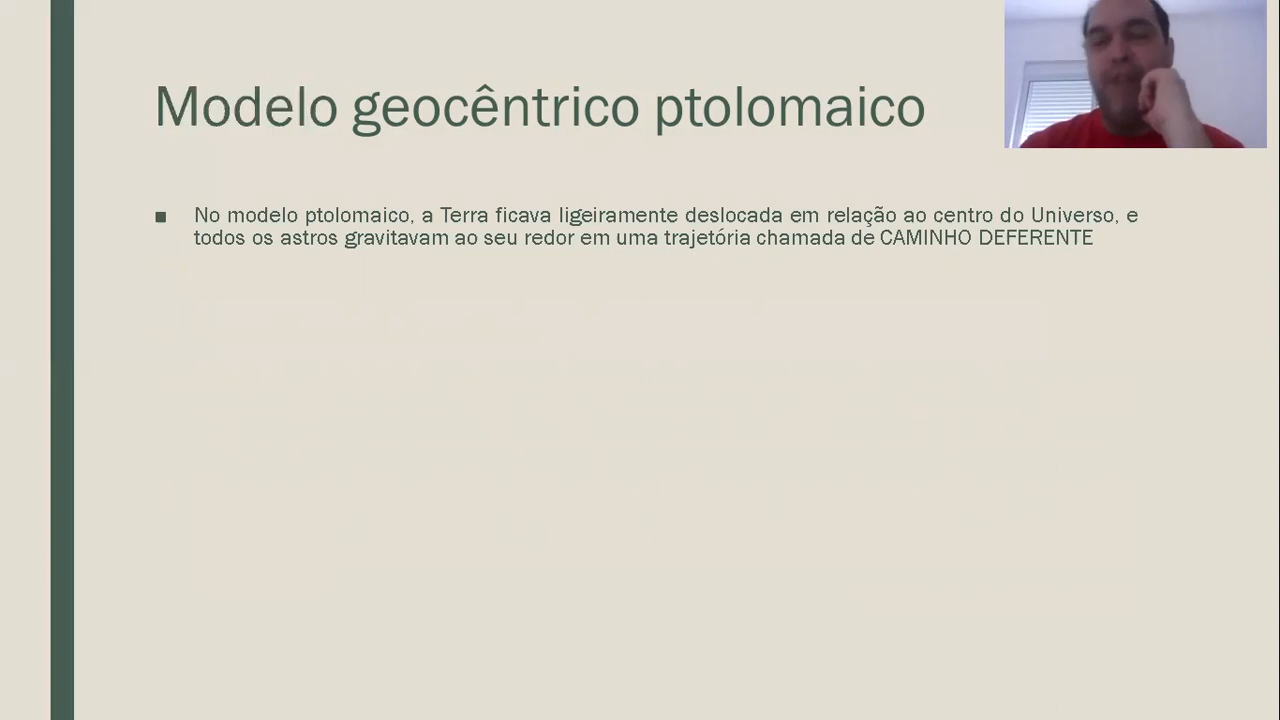 Modelo geocêntrico ptolomaico
No modelo ptolomaico, a Terra ficava ligeiramente deslocada em relação ao centro do Universo, e
todos os astros gravitavam ao seu redor em uma trajetória chamada de CAMINHO DEFERENTE